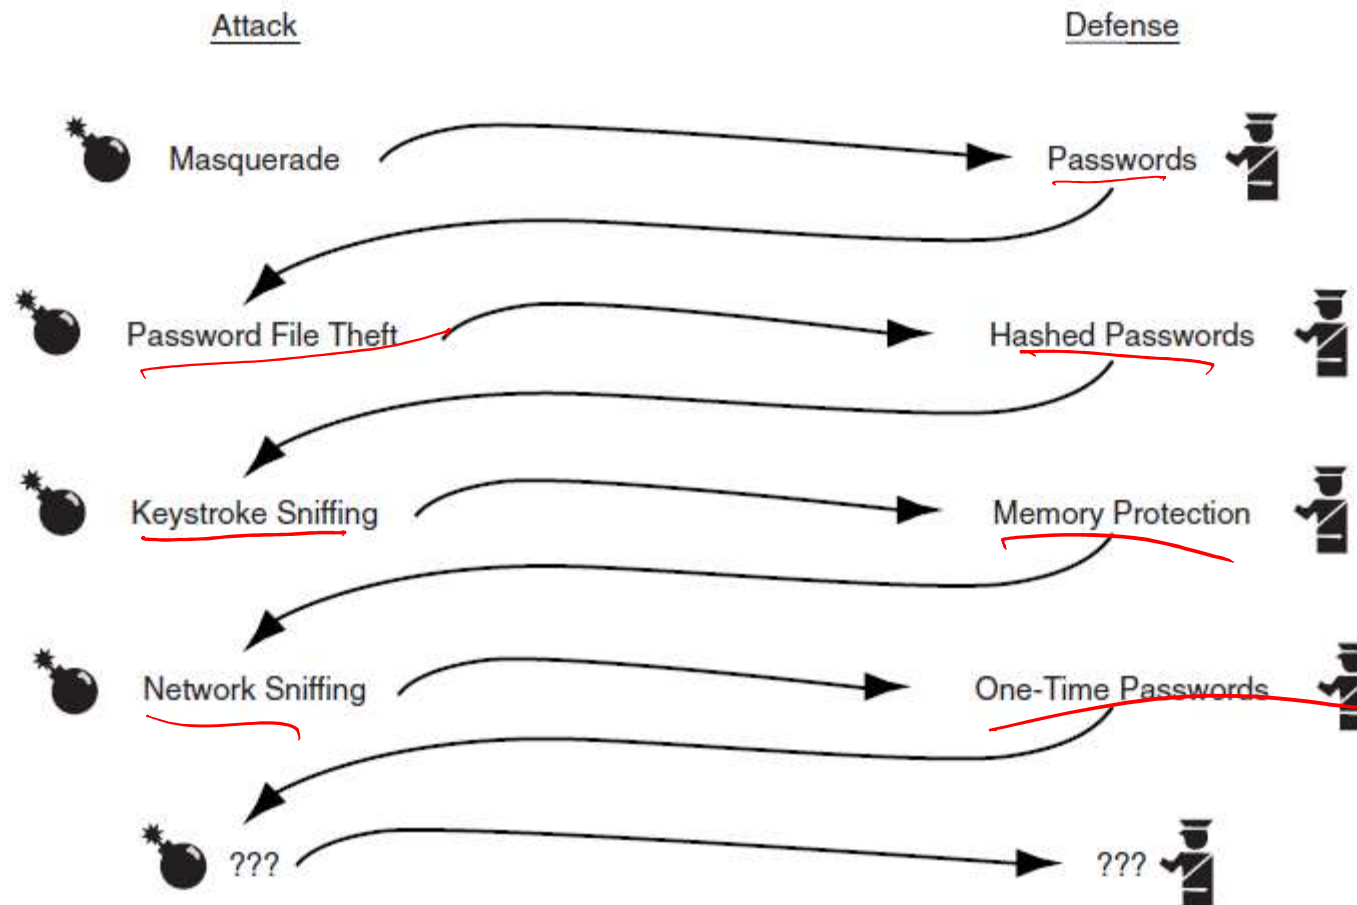 Attack Defense
Masquerade Passwords
Password File Theft Hashed Passwords
Keystroke Sniffing Memory Protection
Network Sniffing One-Time Passwords
??? ???